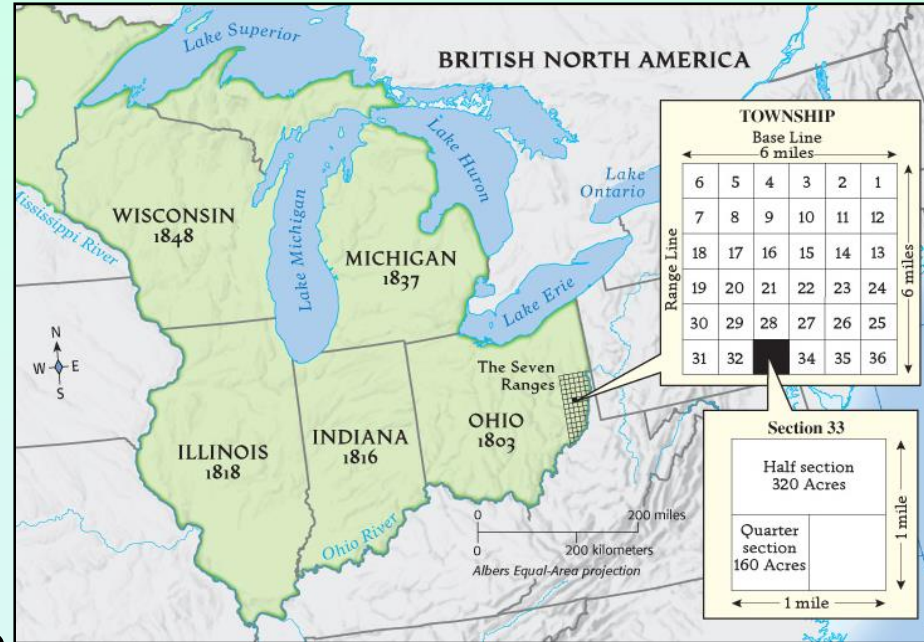 Lake Superior
BRITISH NORTH AMERICA
Lake Huron
Lake
Ontario
Mississippi River
WISCONSIN
1848
Lake Michigan
MICHIGAN
1837
Lake Erie
N
W E
S
The Seven
Ranges
ILLINOIS
1818
INDIANA
1816
OHIO
1803
Ohio River
0 200 miles
0 200 kilometers
Albers Equal-Area projection
TOWNSHIP
Base Line
6 miles
Range Line
6 5 4 3 2 1
7 8 9 10 11 12
18 17 16 15 14 13
19 20 21 22 23 24
30 29 28 27 26 25
31 32 34 35 36
6 miles
Section 33
Half section
320 Acres
Quarter
section
160 Acres
1 mile
1 mile